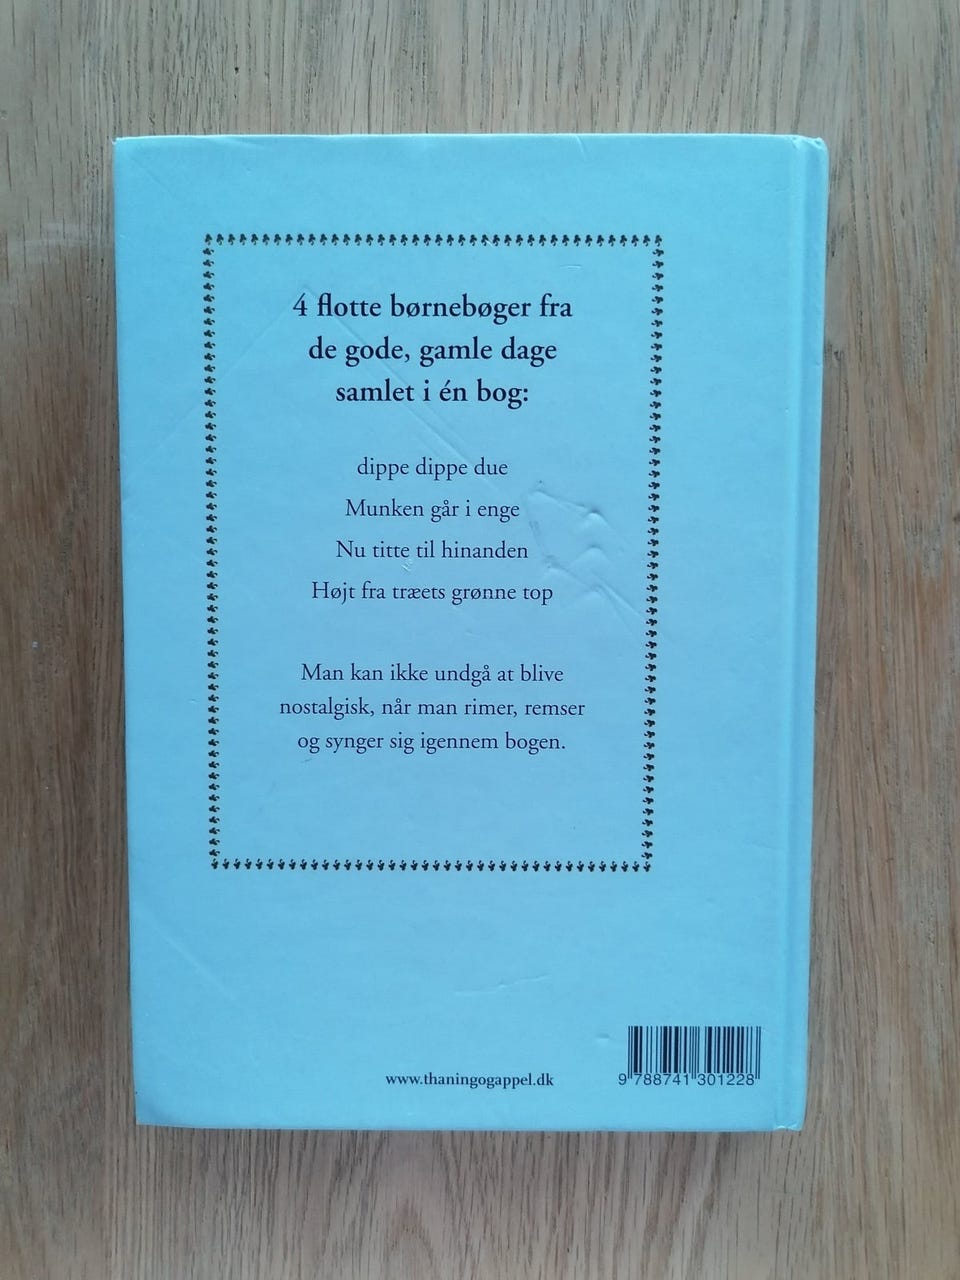 4 flotte børnebøger fra
de gode, gamle dage
samlet i én bog:
dippe dippe due
Munken går i enge
Nu titte til hinanden
Højt fra træets grønne top
Man kan ikke undgå at blive
nostalgisk, når man rimer, remser
og synger sig igennem bogen.
www.thaningogappel.dk
9 788741 301228